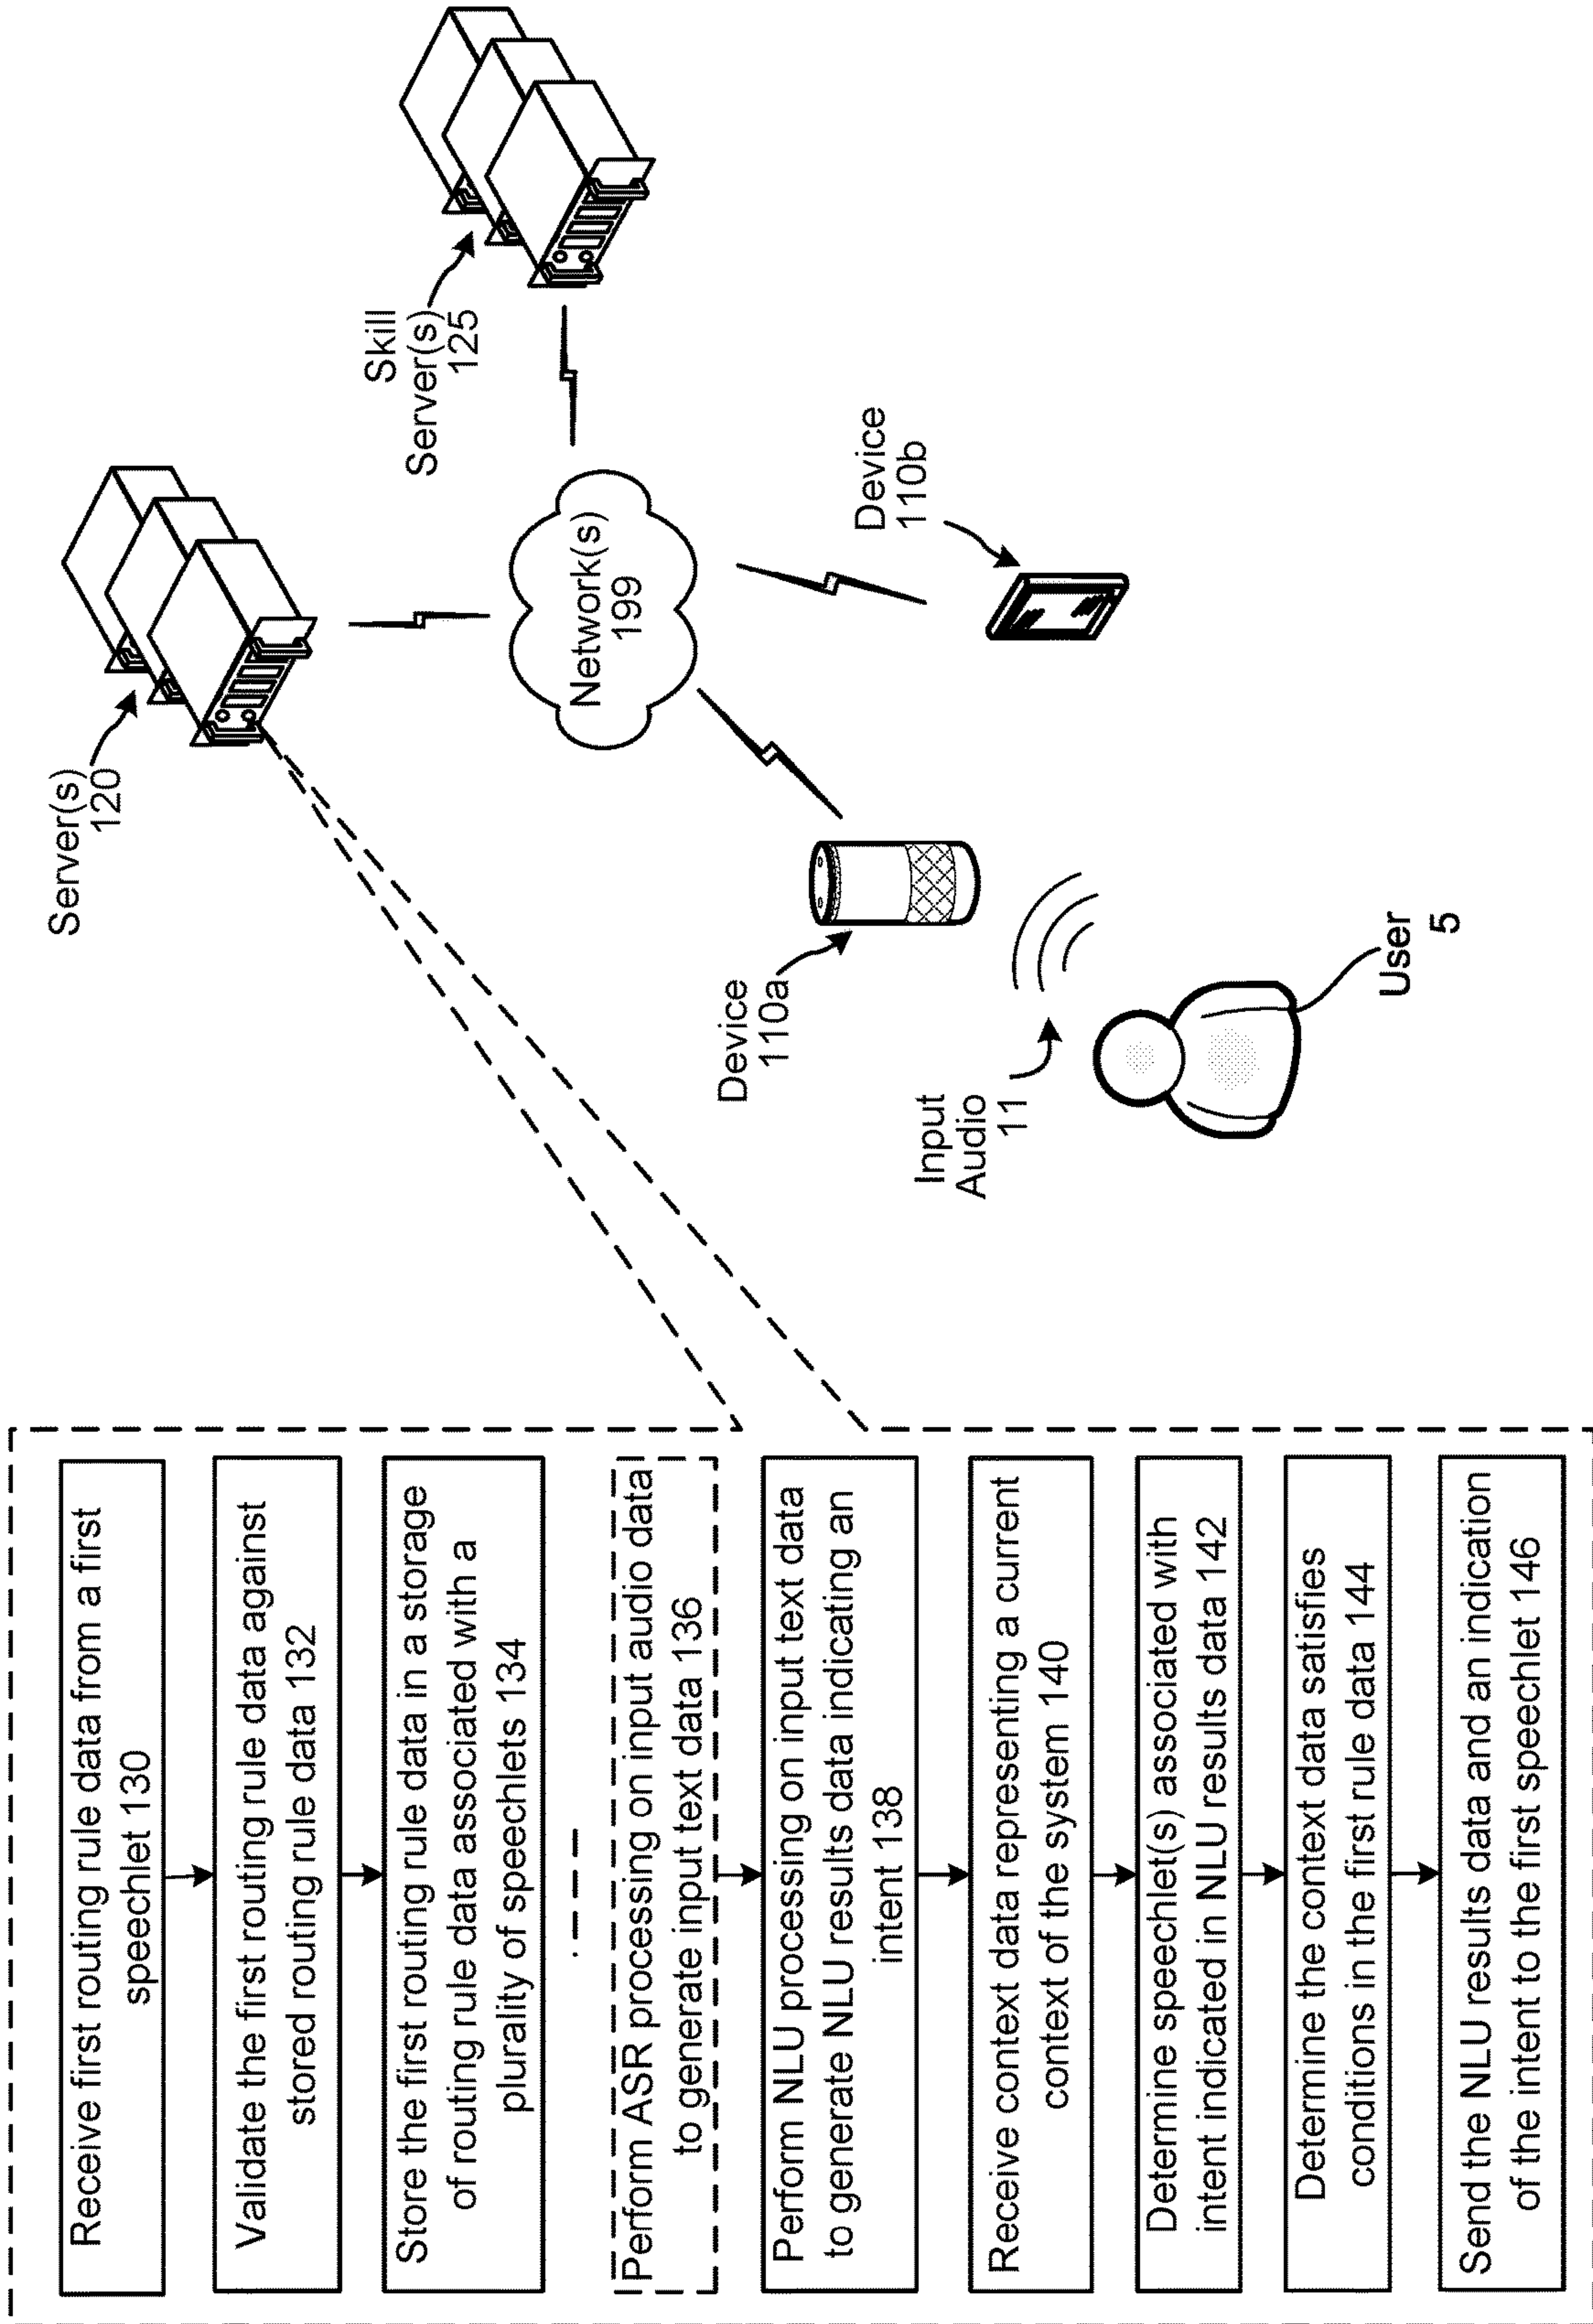 Receive first routing rule data from a first
speechlet 130
Validate the first routing rule data against
stored routing rule data 132
Store the first routing rule data in a storage
of routing rule data associated with a
plurality of speechlets 134
Perform ASR processing on input audio data
to generate input text data 136
Perform NLU processing on input text data
to generate NLU results data indicating an
intent 138
Receive context data representing a current
context of the system 140
Determine speechlet(s) associated with
intent indicated in NLU results data 142
Determine the context data satisfies
conditions in the first rule data 144
Send the NLU results data and an indication
of the intent to the first speechlet 146
Server(s)
120
Skill
Server(s)
125
Network(s)
199
Device
110a
Device
110b
Input
Audio
11
User
5